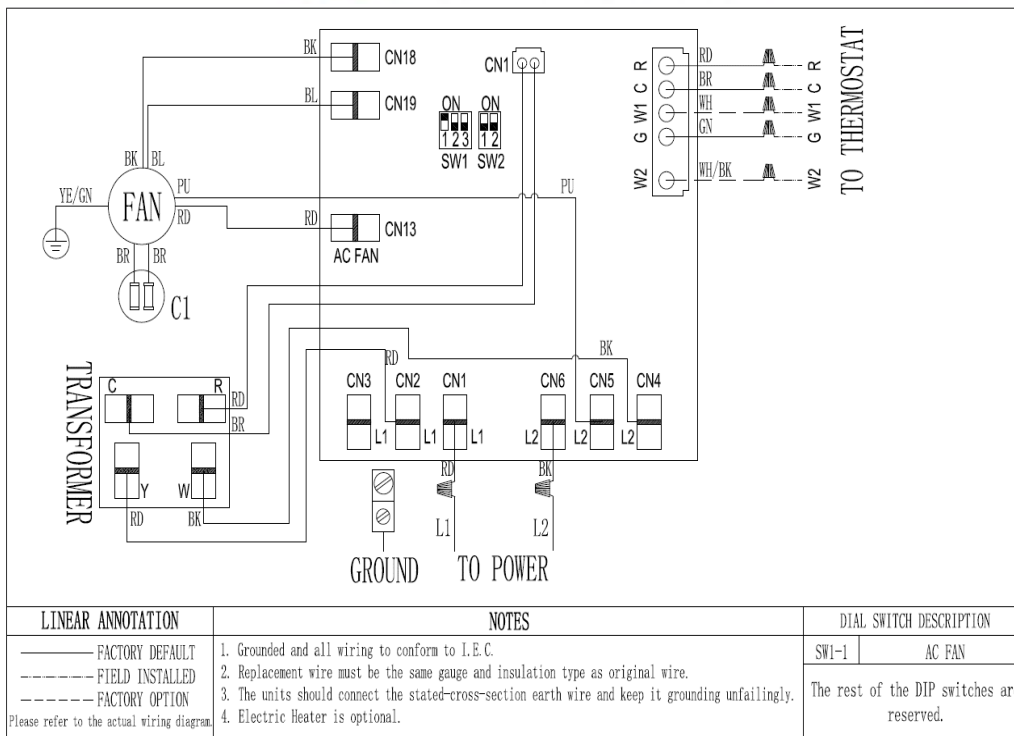 BK
CN18
CN1
BL
CN19
ON ON
1 2 3 1 2
SW1 SW2
RD
R R
BR
C C
WH
W1 W1
GN
G G
WH/BK
W2 W2
TO THERMOSTAT
BK BL
YE/GN
FAN
PU
RD
PU
RD
CN13
AC FAN
BR BR
C1
TRANSFORMER
C R
RD
BR
Y W
RD BK
RD
BK
CN3 CN2 CN1 CN6 CN5 CN4
L1 L1 L1 L2 L2 L2
RD BK
L1 L2
GROUND TO POWER
LINEAR ANNOTATION
FACTORY DEFAULT
FIELD INSTALLED
FACTORY OPTION
Please refer to the actual wiring diagram.
NOTES
1. Grounded and all wiring to conform to I.E.C.
2. Replacement wire must be the same gauge and insulation type as original wire.
3. The units should connect the stated-cross-section earth wire and keep it grounding unfailingly.
4. Electric Heater is optional.
DIAL SWITCH DESCRIPTION
SW1-1 AC FAN
The rest of the DIP switches ar
reserved.